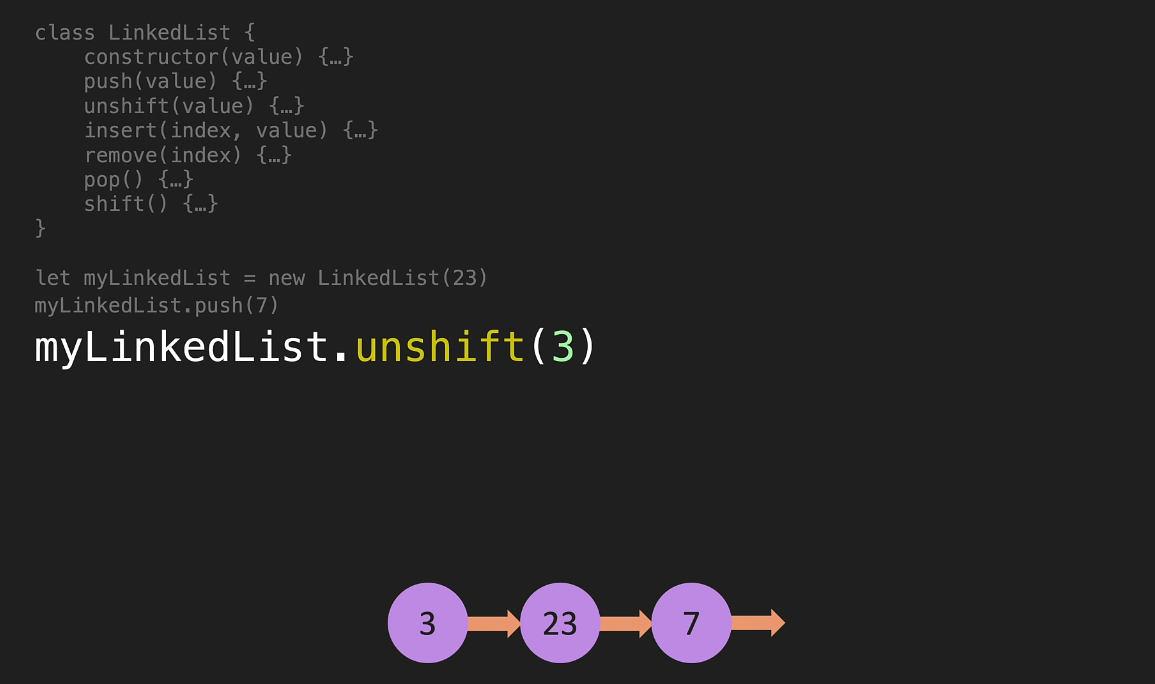 class LinkedList {
    constructor(value) {…}
    push(value) {…}
    unshift(value) {…}
    insert(index, value) {…}
    remove(index) {…}
    pop() {…}
    shift() {…}
}
let myLinkedList = new LinkedList(23)
myLinkedList.push(7)
myLinkedList.unshift(3)
3 23 7